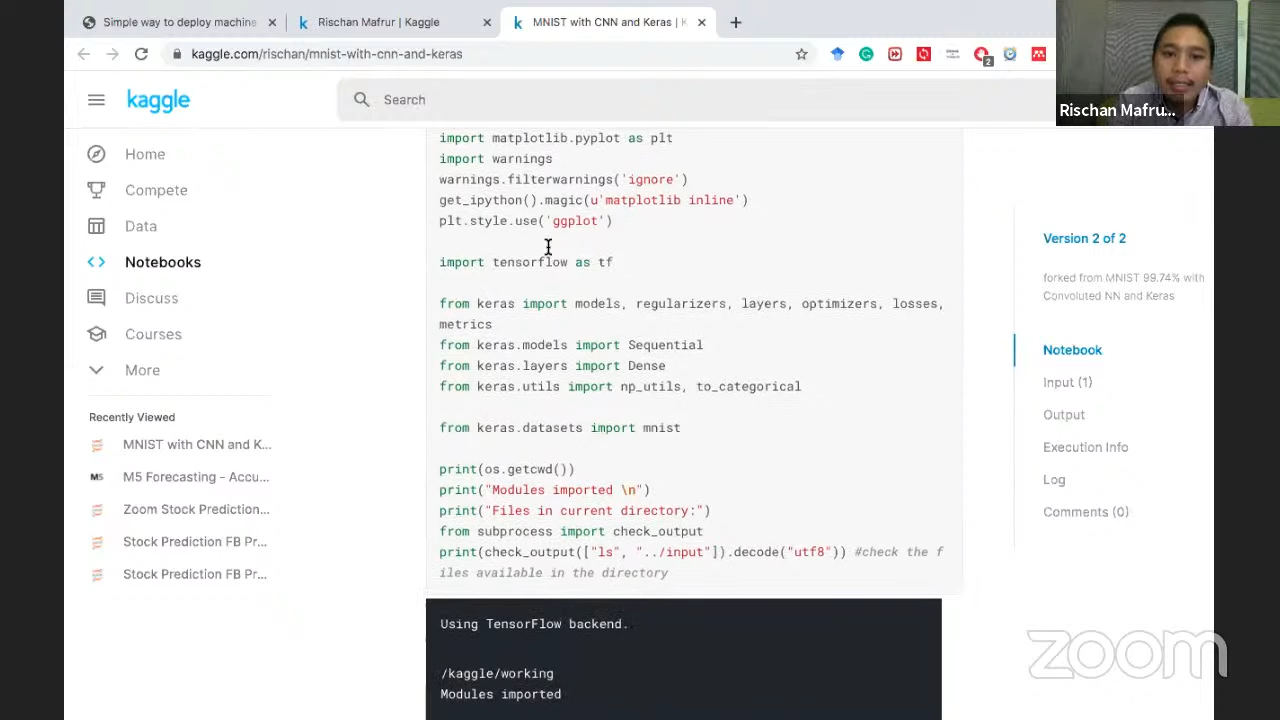 Simple way to deploy machine
Rischan Mafrur | Kaggle
MNIST with CNN and Keras | K
kaggle.com/rischan/mnist-with-cnn-and-keras
2
Rischan Mafru...
kaggle
Search
Home
Compete
Data
Notebooks
Discuss
Courses
More
Recently Viewed
MNIST with CNN and K...
M5 Forecasting - Accu...
Zoom Stock Prediction...
Stock Prediction FB Pr...
Stock Prediction FB Pr...
import matplotlib.pyplot as plt
import warnings
warnings.filterwarnings('ignore')
get_ipython().magic(u'matplotlib inline')
plt.style.use('ggplot')
import tensorflow as tf
from keras import models, regularizers, layers, optimizers, losses,
metrics
from keras.models import Sequential
from keras.layers import Dense
from keras.utils import np_utils, to_categorical
from keras.datasets import mnist
print(os.getcwd())
print("Modules imported \n")
print("Files in current directory:")
from subprocess import check_output
print(check_output(["ls", "../input"]).decode("utf8")) #check the f
iles available in the directory
Using TensorFlow backend.
/kaggle/working
Modules imported
Version 2 of 2
forked from MNIST 99.74% with
Convoluted NN and Keras
Notebook
Input (1)
Output
Execution Info
Log
Comments (0)
zoom